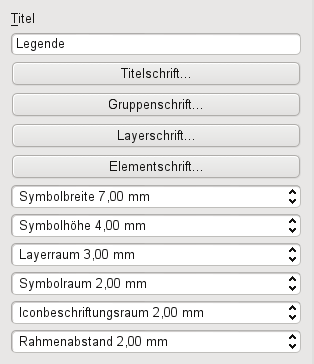 Titel
Legende
Titelschrift...
Gruppenschrift...
Layerschrift...
Elementschrift...
Symbolbreite 7,00 mm
Symbolhöhe 4,00 mm
Layerraum 3,00 mm
Symbolraum 2,00 mm
Iconbeschriftungsraum 2,00 mm
Rahmenabstand 2,00 mm